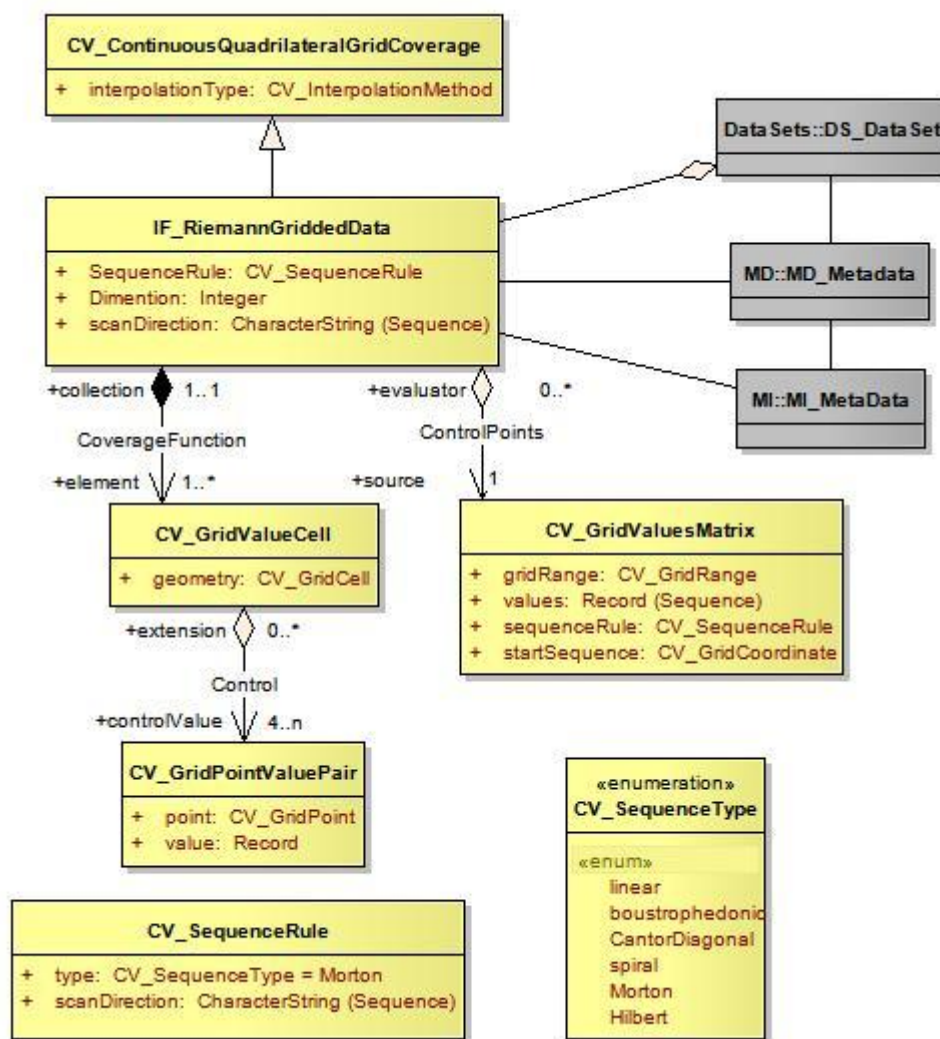 CV_ContinuousQuadrilateralGridCoverage
+ interpolationType: CV_InterpolationMethod
DataSets::DS_DataSet
IF_RiemannGriddedData
+ SequenceRule: CV_SequenceRule
+ Dimention: Integer
+ scanDirection: CharacterString (Sequence)
MD::MD_Metadata
MI::MI_MetaData
+collection 1..1
+evaluator 0..*
CoverageFunction
ControlPoints
+element 1..*
+source 1
CV_GridValueCell
+ geometry: CV_GridCell
CV_GridValuesMatrix
+ gridRange: CV_GridRange
+ values: Record (Sequence)
+ sequenceRule: CV_SequenceRule
+ startSequence: CV_GridCoordinate
+extension 0..*
Control
+controlValue 4..n
CV_GridPointValuePair
+ point: CV_GridPoint
+ value: Record
«enumeration»
CV_SequenceType
«enum»
linear
boustrophedonic
CantorDiagonal
spiral
Morton
Hilbert
CV_SequenceRule
+ type: CV_SequenceType = Morton
+ scanDirection: CharacterString (Sequence)